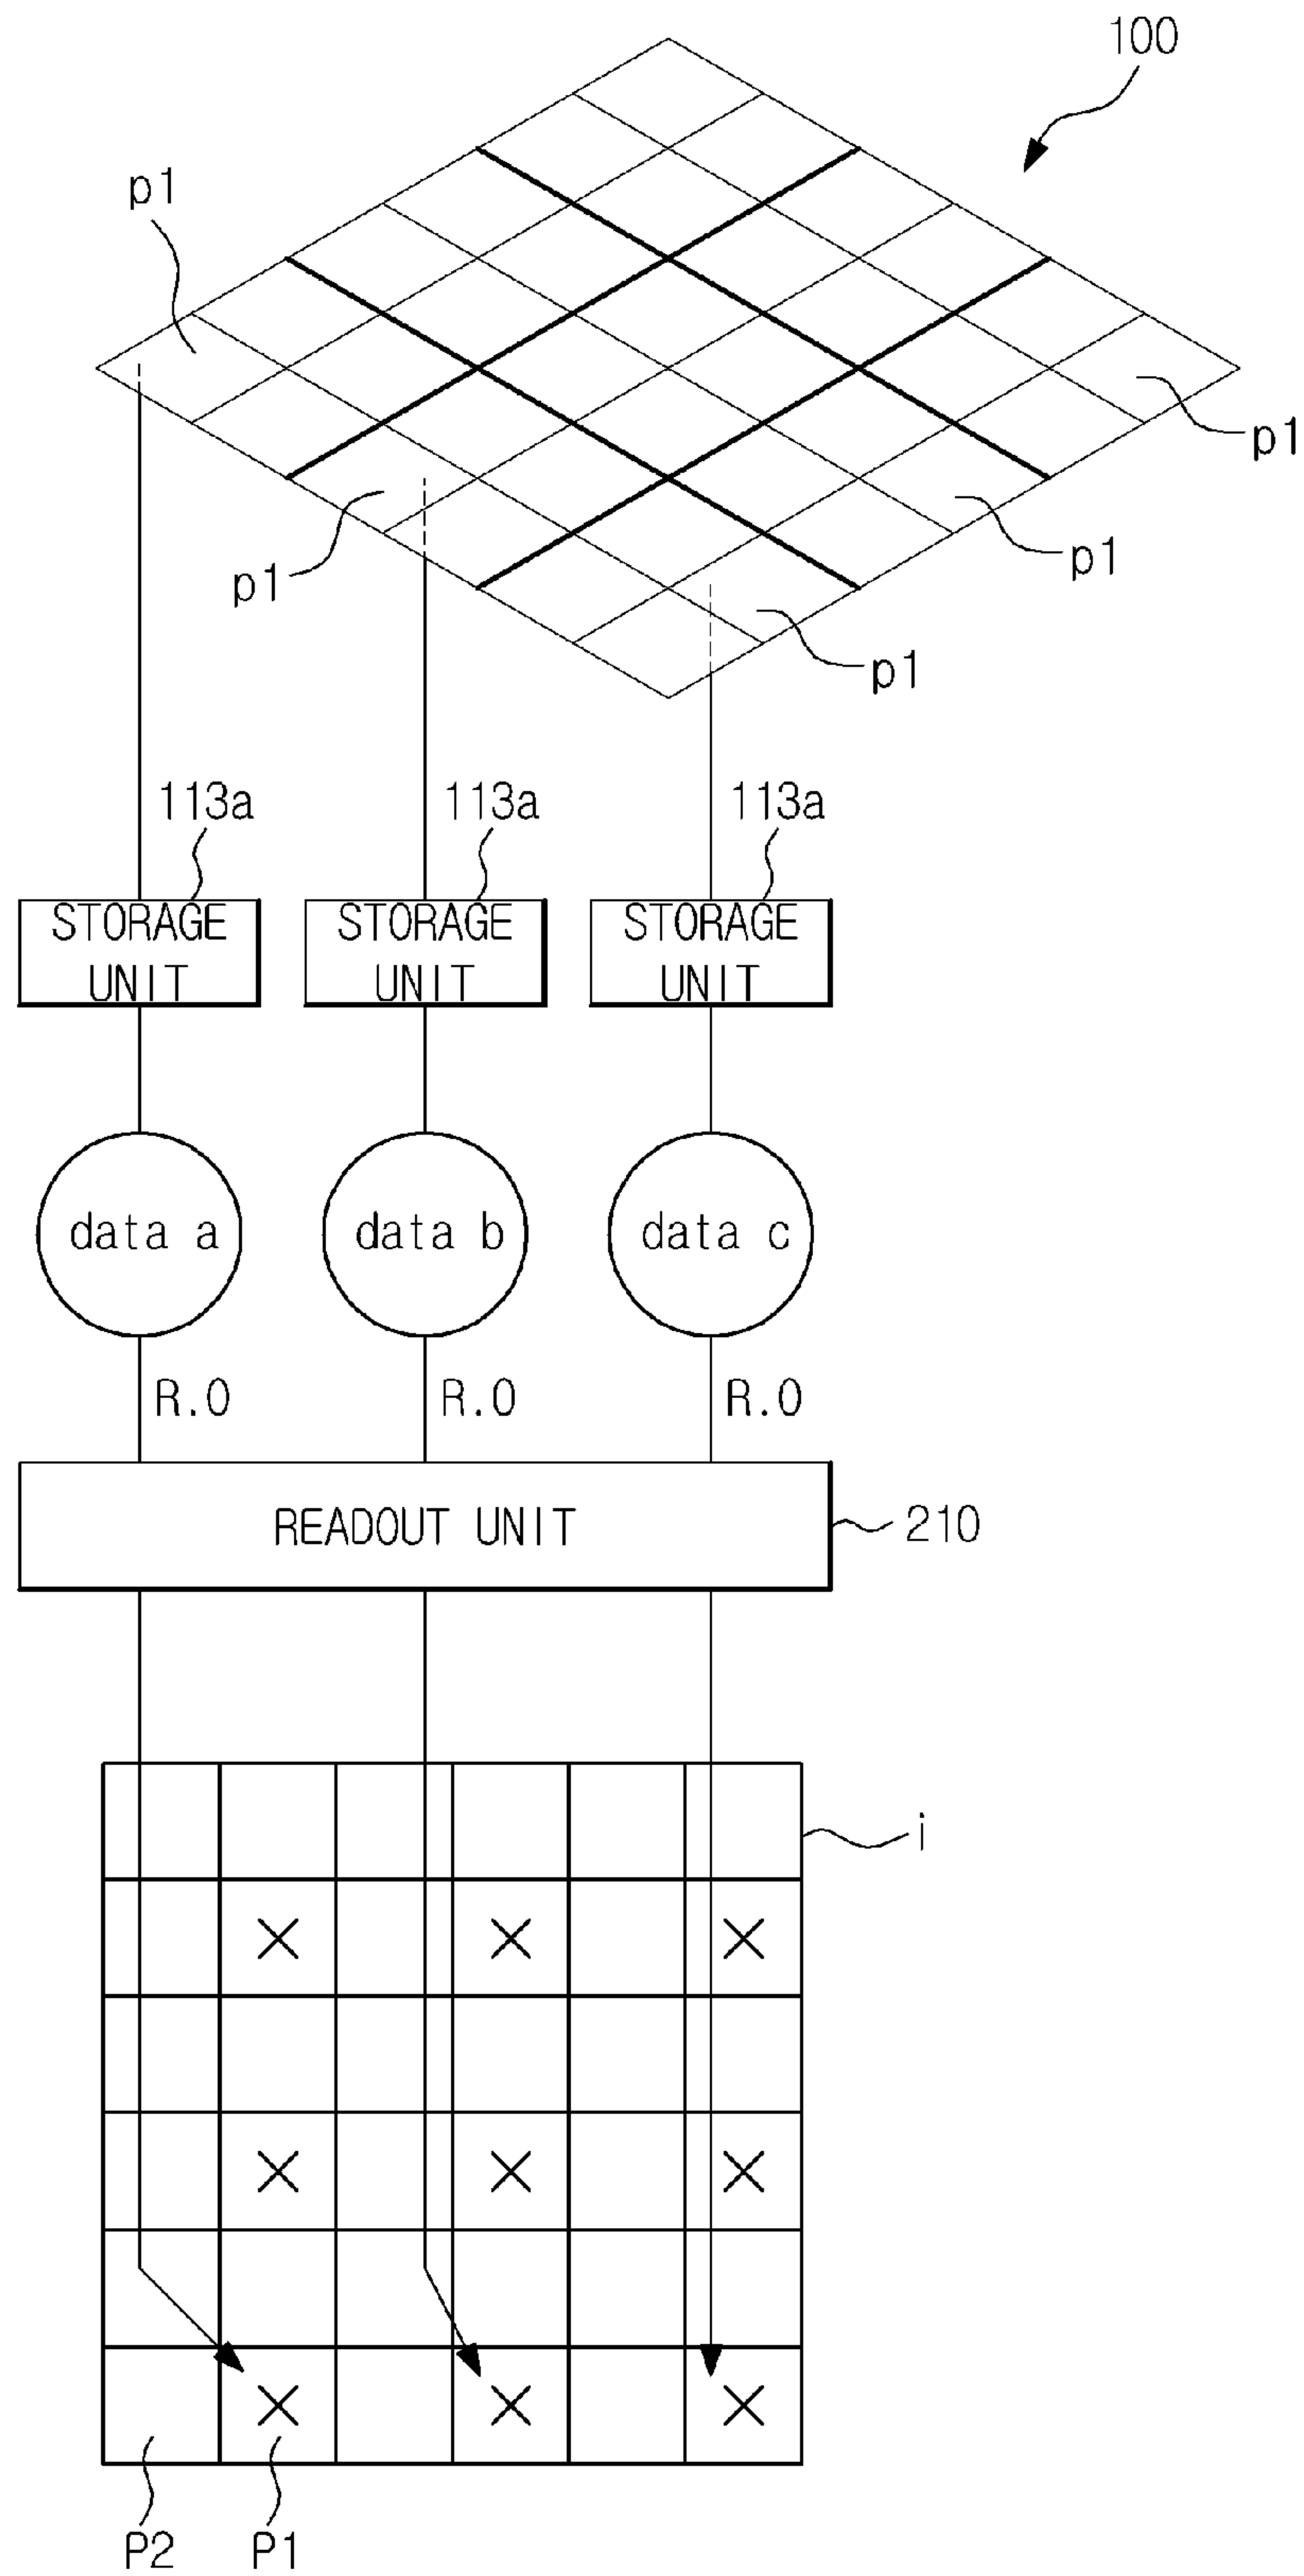 100
p1
p1
p1
p1
p1
113a
113a
113a
STORAGE
UNIT
STORAGE
UNIT
STORAGE
UNIT
data a
data b
data c
R.O
R.O
R.O
READOUT UNIT
210
i
P2
P1